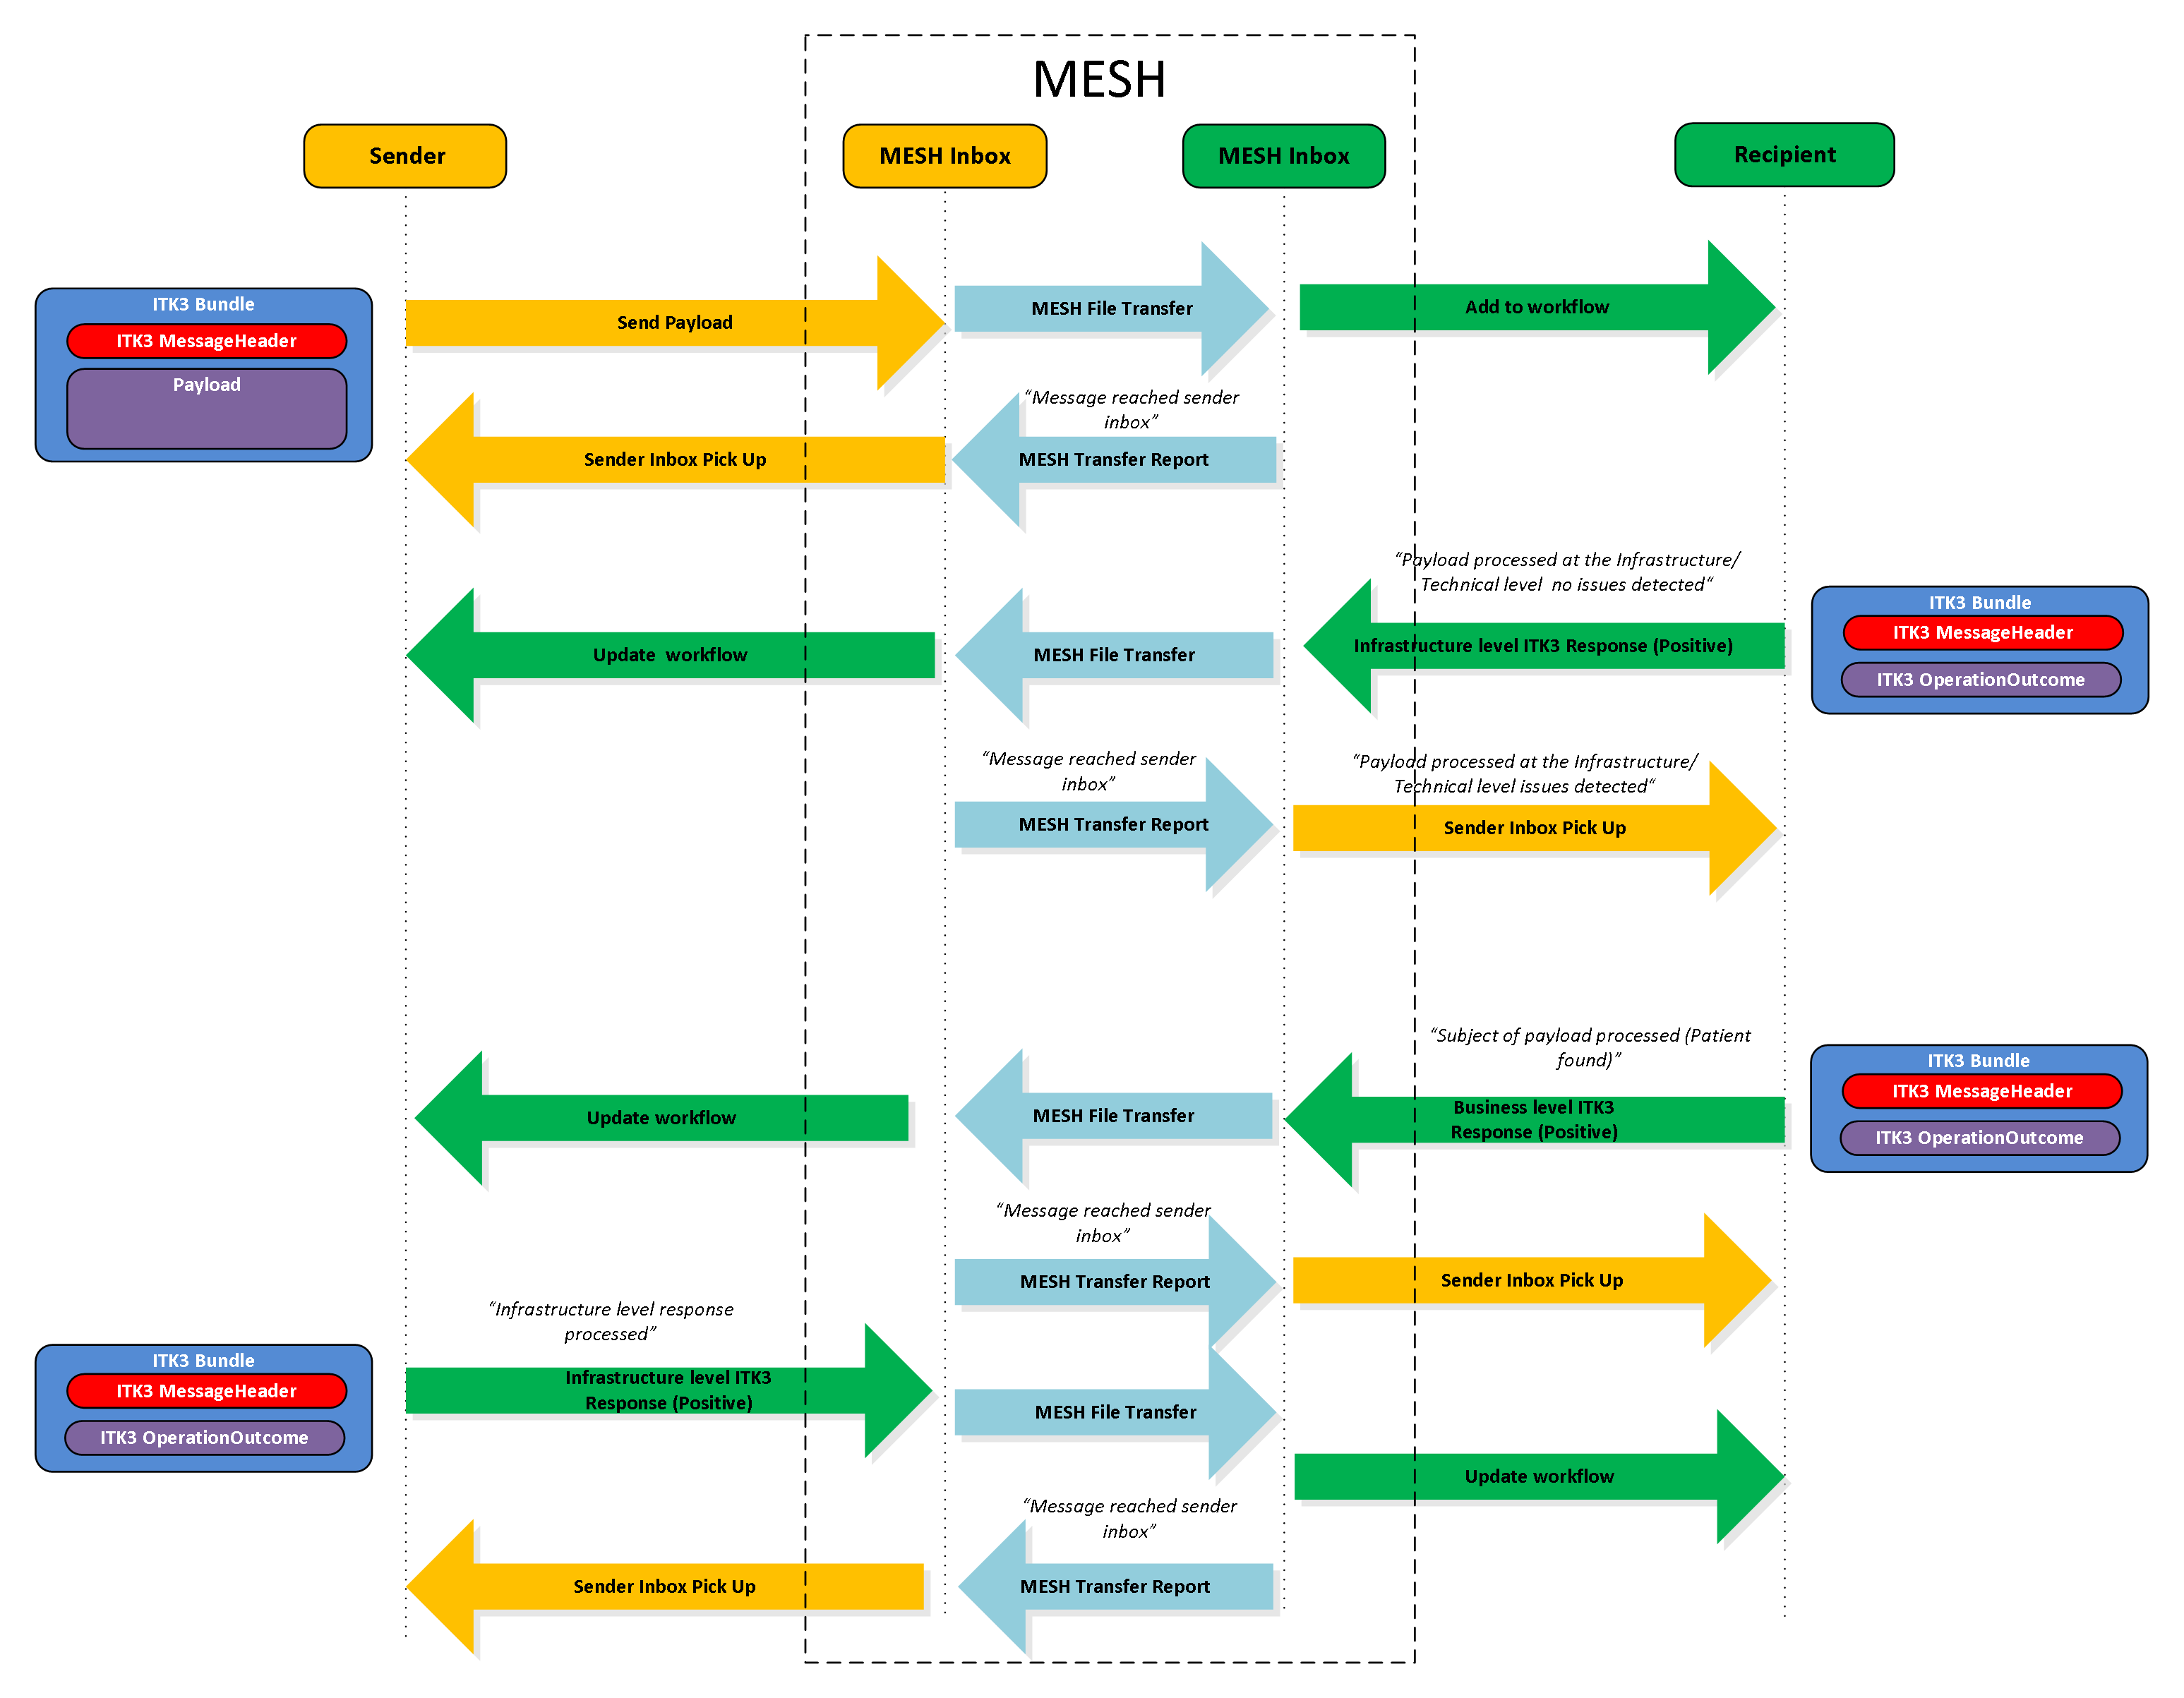 MESH
Sender
MESH Inbox
MESH Inbox
Recipient
ITK3 Bundle
ITK3 MessageHeader
Payload
Send Payload
MESH File Transfer
Add to workflow
“Message reached sender
inbox”
Sender Inbox Pick Up
MESH Transfer Report
“Payload processed at the Infrastructure/
Technical level  no issues detected“
Update  workflow
MESH File Transfer
Infrastructure level ITK3 Response (Positive)
ITK3 Bundle
ITK3 MessageHeader
ITK3 OperationOutcome
“Message reached sender
inbox”
MESH Transfer Report
“Payload processed at the Infrastructure/
Technical level issues detected“
Sender Inbox Pick Up
“Subject of payload processed (Patient
found)”
Update workflow
MESH File Transfer
Business level ITK3
Response (Positive)
ITK3 Bundle
ITK3 MessageHeader
ITK3 OperationOutcome
“Message reached sender
inbox”
MESH Transfer Report
Sender Inbox Pick Up
“Infrastructure level response
processed”
ITK3 Bundle
ITK3 MessageHeader
ITK3 OperationOutcome
Infrastructure level ITK3
Response (Positive)
MESH File Transfer
Update workflow
“Message reached sender
inbox”
Sender Inbox Pick Up
MESH Transfer Report